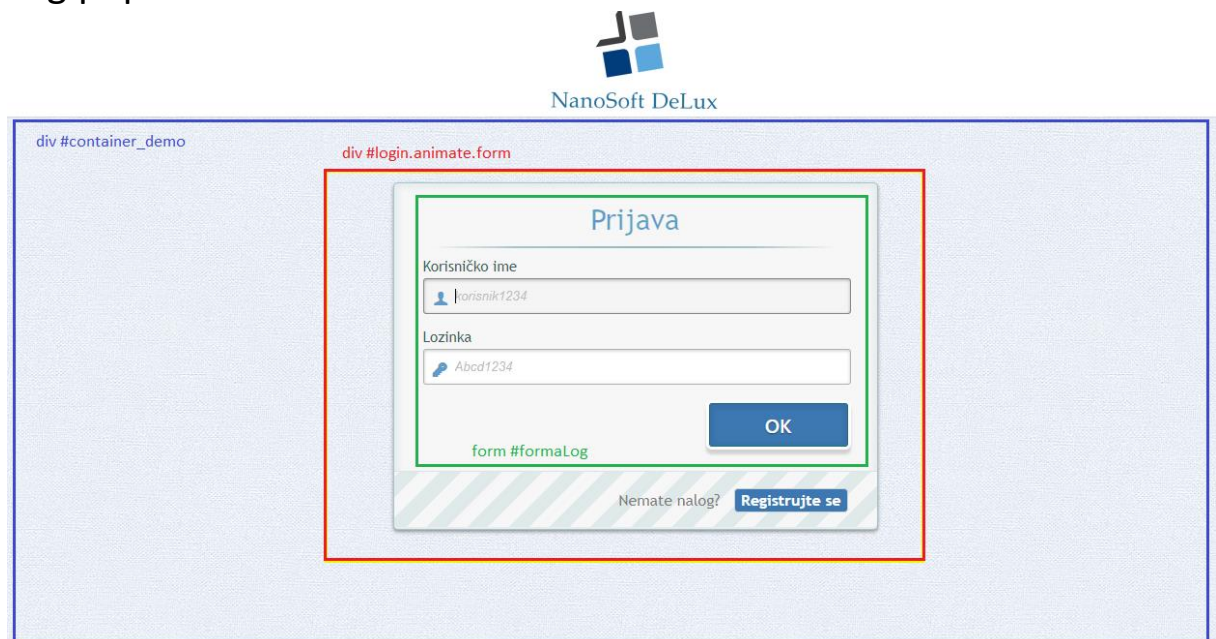 NanoSoft DeLux
div #container_demo
div #login.animate.form
Prijava
Korisničko ime
korisnik1234
Lozinka
Abcd1234
OK
form #formaLog
Nemate nalog? Registrujte se